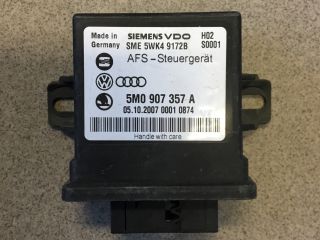 Made in Germany
SIEMENS VDO
H02
SME 5WK4 9172B
S0001
AFS-Steuergerät
5M0 907 357 A
05.10.2007 0001 0874
Handle with care